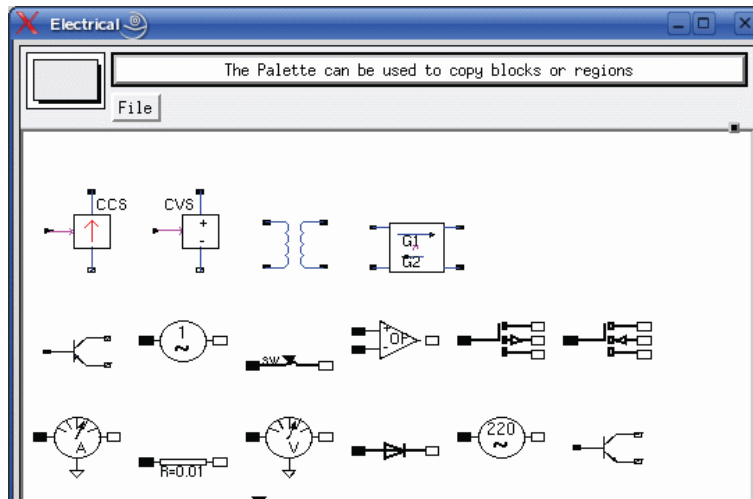 Electrical
The Palette can be used to copy blocks or regions
File
CCS
CVS
+
-
G1
G2
1
~
sw
+
-
OP
A
R=0.01
V
220
~